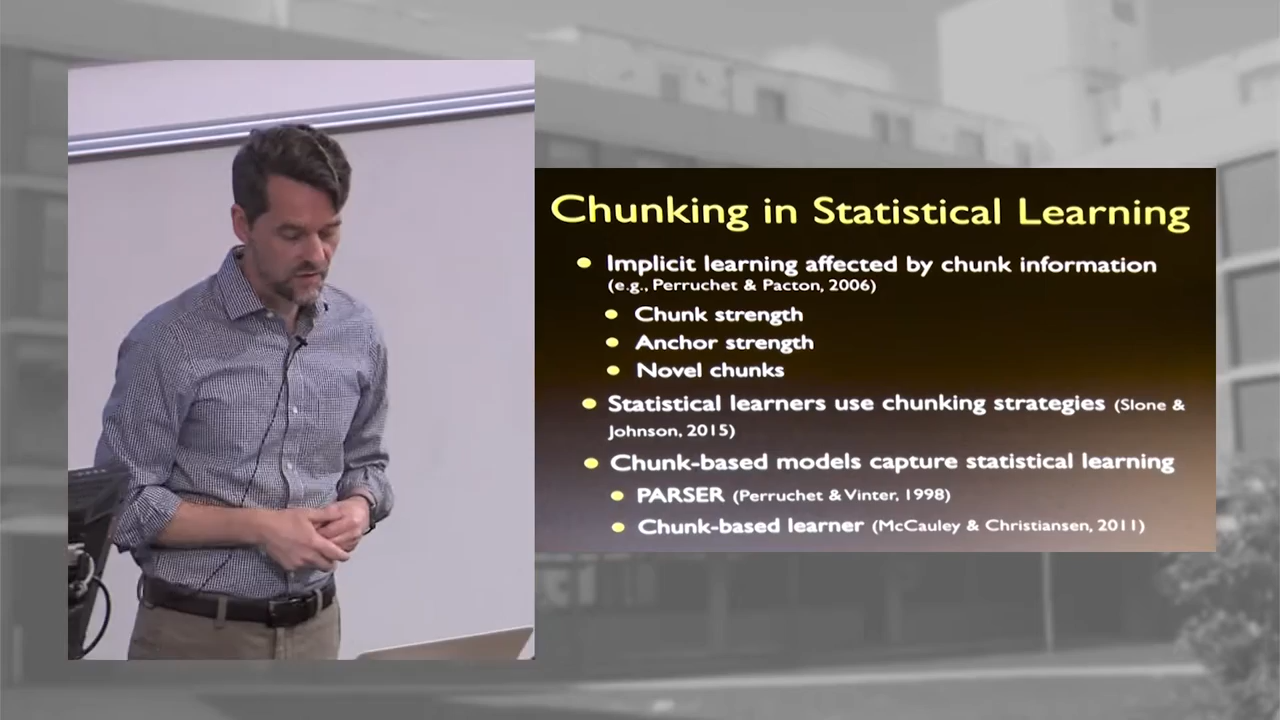 Chunking in Statistical Learning
Implicit learning affected by chunk information
(e.g., Perruchet & Pacton, 2006)
Chunk strength
Anchor strength
Novel chunks
Statistical learners use chunking strategies (Slone &
Johnson, 2015)
Chunk-based models capture statistical learning
PARSER (Perruchet & Vinter, 1998)
Chunk-based learner (McCauley & Christiansen, 2011)